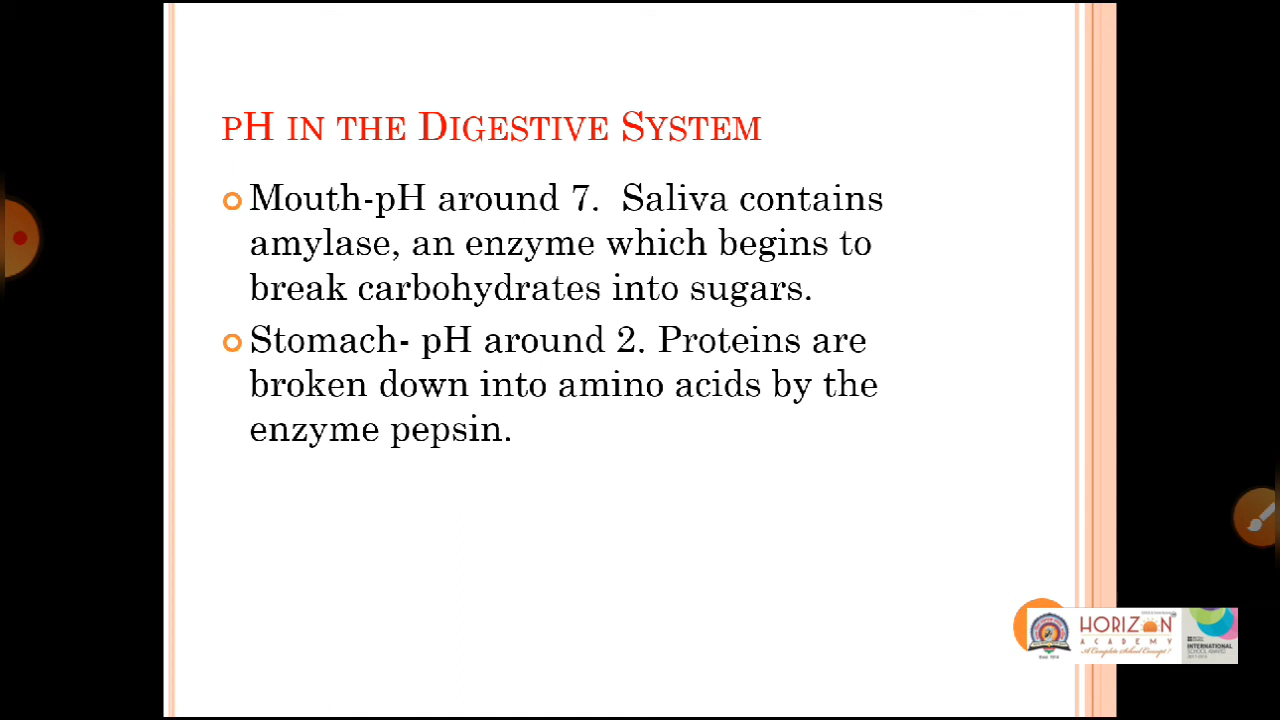 pH in the Digestive System
Mouth-pH around 7. Saliva contains
amylase, an enzyme which begins to
break carbohydrates into sugars.
Stomach- pH around 2. Proteins are
broken down into amino acids by the
enzyme pepsin.
HORIZON
ACADEMY
A Complete School Concept!
INTERNATIONAL
SCHOOL AWARD